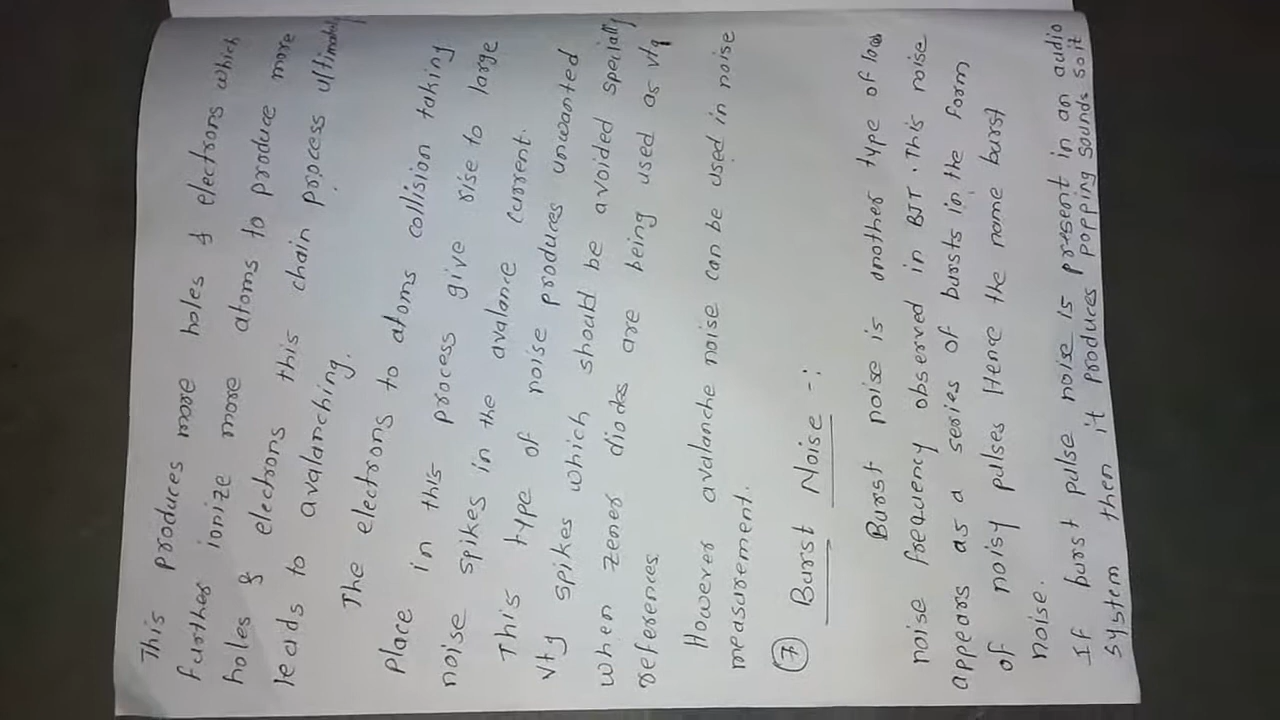 This produces more holes & electrons which
further ionize more atoms to produce more
holes & electrons this chain process ultimately
leads to avalanching.
The electrons to atoms collision taking
place in this process give rise to large
noise spikes in the avalance current.
This type of noise produces unwanted
vtg spikes which should be avoided specially
when zener diodes are being used as vtg
references.
However avalanche noise can be used in noise
measurement.
(7) Burst Noise -:
Burst noise is another type of low
noise frequency observed in BJT. This noise
appears as a series of bursts in the form
of noisy pulses Hence the name burst
noise.
If burst pulse noise is present in an audio
system then it produces popping sounds so it